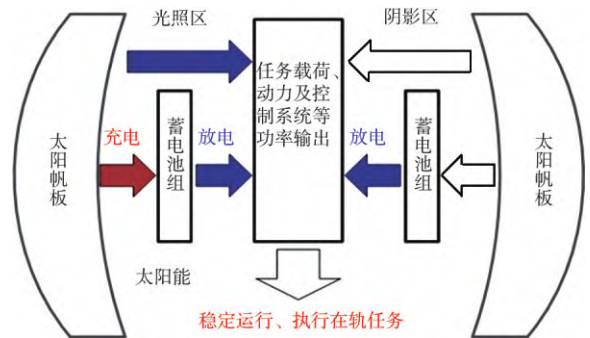 光照区
阴影区
任务载荷、
动力及控
制系统等
功率输出
太阳帆板
充电
蓄电池组
放电
放电
蓄电池组
太阳帆板
太阳能
稳定运行、执行在轨任务